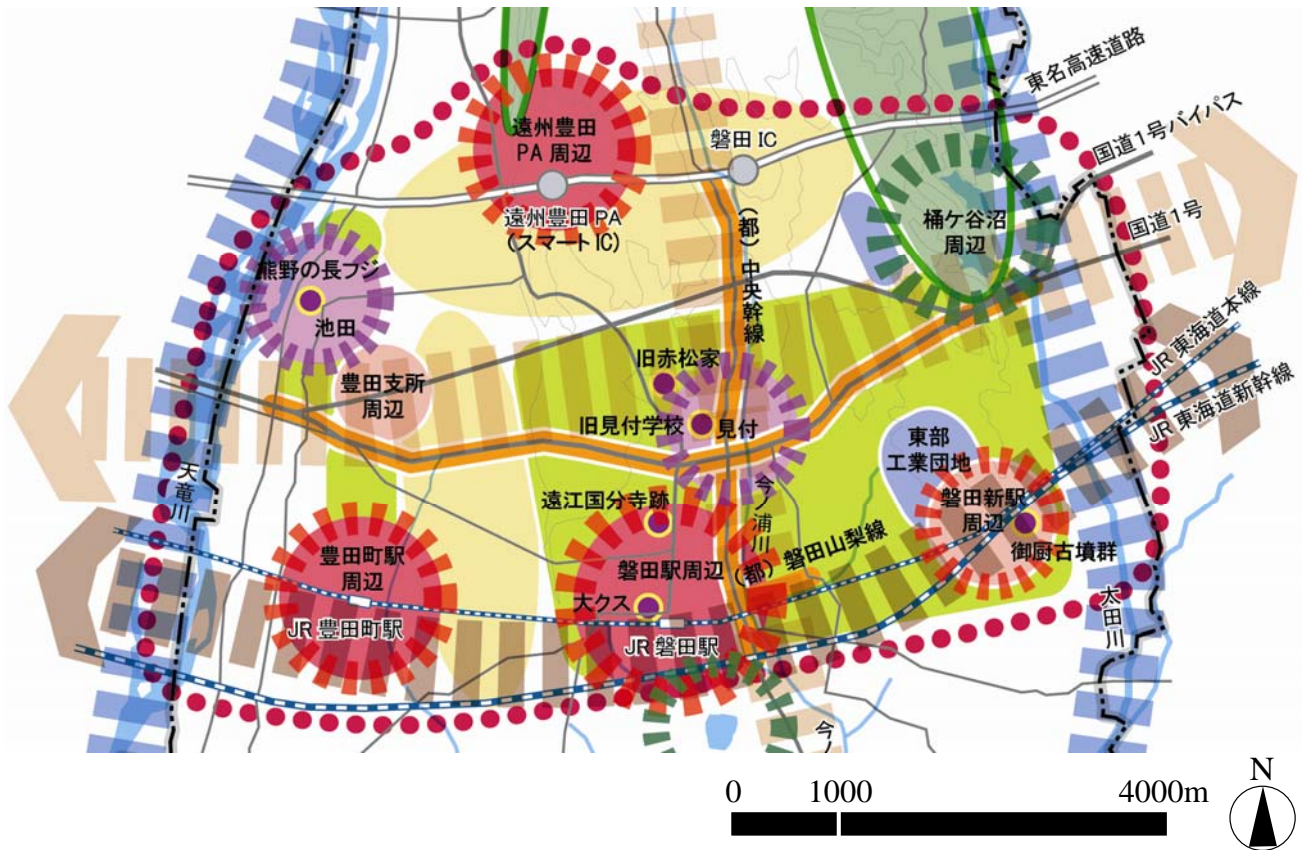 東名高速道路
国道1号バイパス
国道1号
遠州豊田
PA 周辺
磐田 IC
遠州豊田 PA
(スマート IC)
(都)中央幹線
桶ケ谷沼
周辺
熊野の長フジ
池田
JR 東海道本線
JR 東海道新幹線
豊田支所
周辺
旧赤松家
旧見付学校
見付
東部
工業団地
天竜川
遠江国分寺跡
今ノ浦川
磐田新駅
周辺
御厨古墳群
豊田町駅
周辺
磐田駅周辺
(都)磐田山梨線
大クス
JR 豊田町駅
JR 磐田駅
太田川
今ノ
0 1000 4000m
N